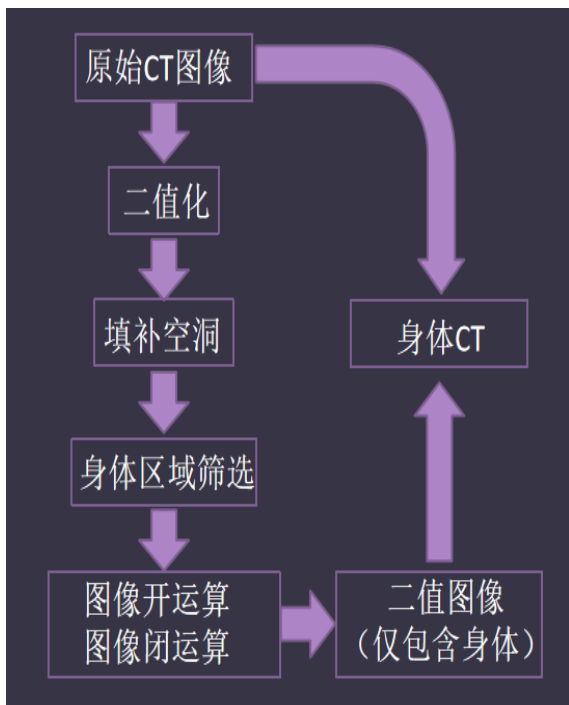 原始CT图像
二值化
填补空洞
身体CT
身体区域筛选
图像开运算
图像闭运算
二值图像
（仅包含身体）